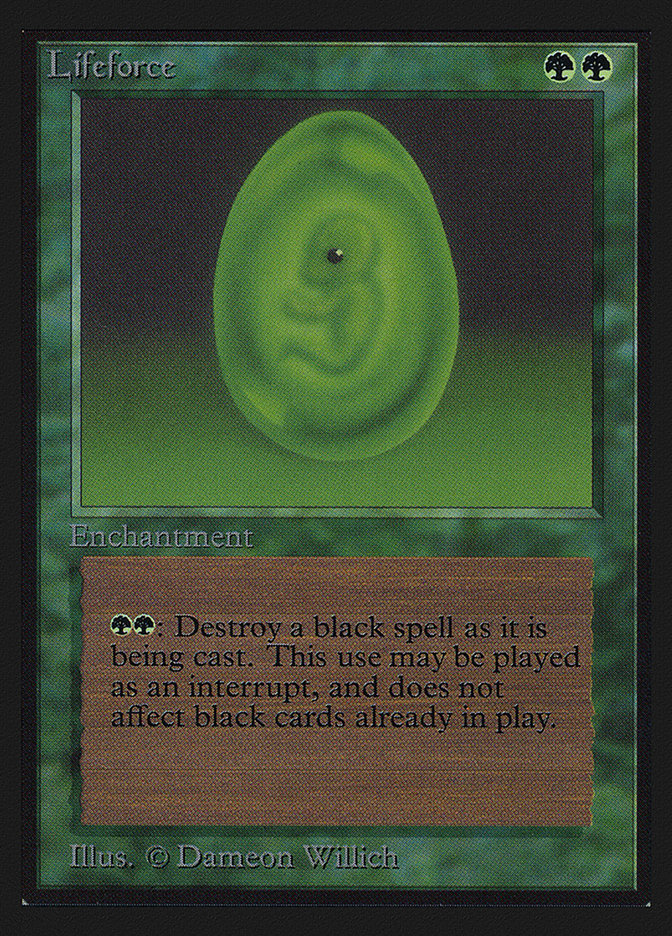 Lifeforce
Enchantment
: Destroy a black spell as it is
being cast. This use may be played
as an interrupt, and does not
affect black cards already in play.
Illus. © Dameon Willich